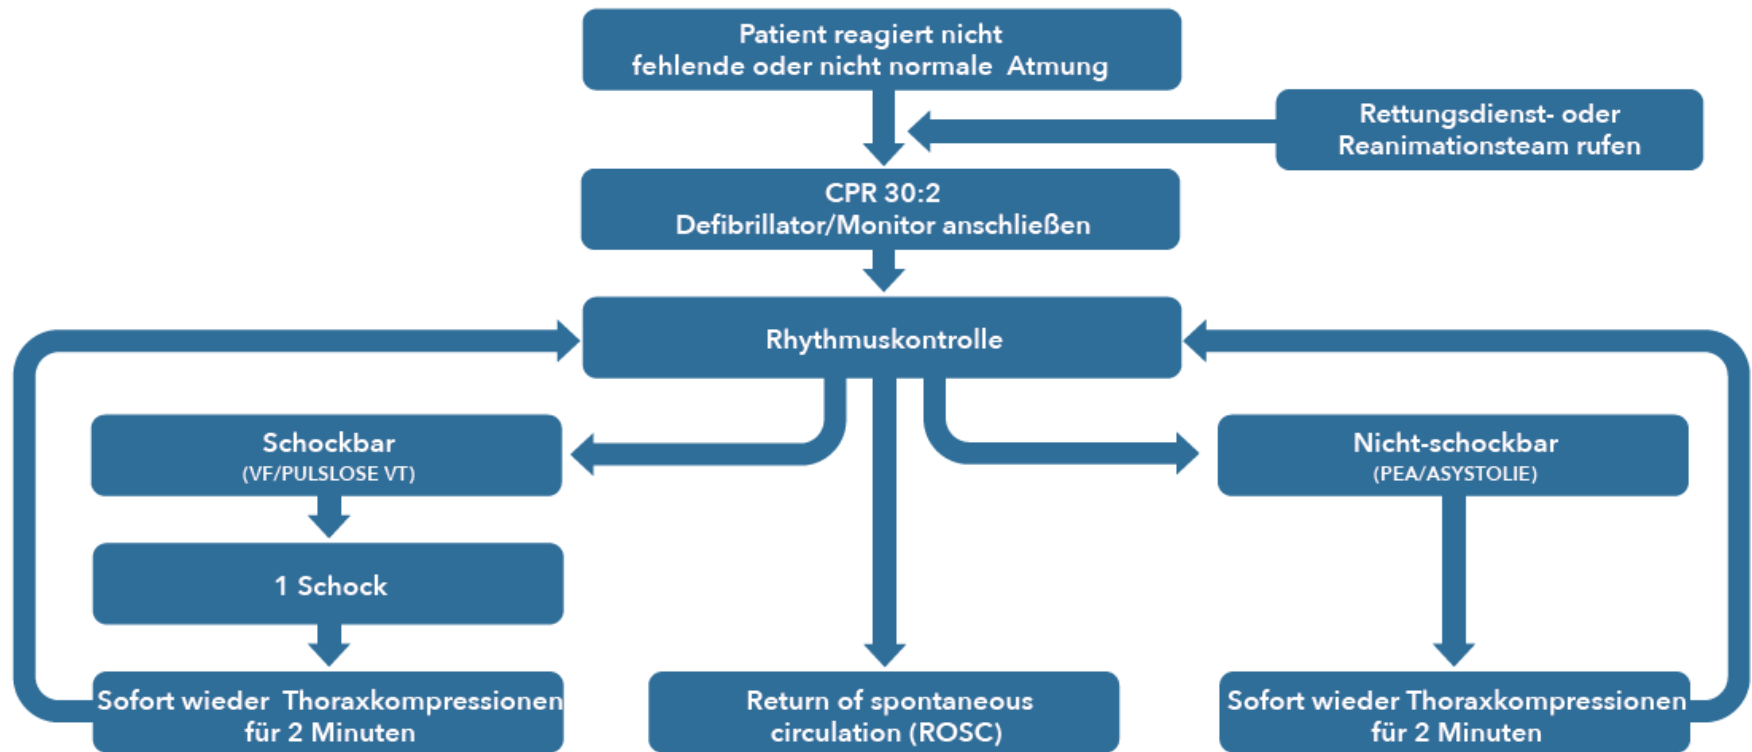 Patient reagiert nicht
fehlende oder nicht normale Atmung
Rettungsdienst- oder
Reanimationsteam rufen
CPR 30:2
Defibrillator/Monitor anschließen
Rhythmuskontrolle
Schockbar
(VF/PULSLOSE VT)
Nicht-schockbar
(PEA/ASYSTOLIE)
1 Schock
Sofort wieder Thoraxkompressionen
für 2 Minuten
Return of spontaneous
circulation (ROSC)
Sofort wieder Thoraxkompressionen
für 2 Minuten